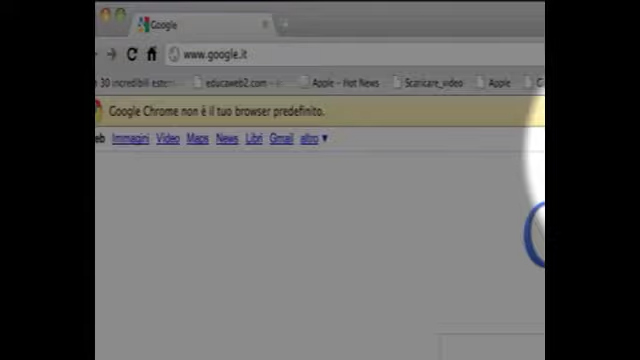 Google
www.google.it
30 incredibili este
educaweb2.com
Apple - Hot News
Scaricare_video
Apple
Google Chrome non è il tuo browser predefinito.
eb Immagini Video Maps News Libri Gmail altro ▼